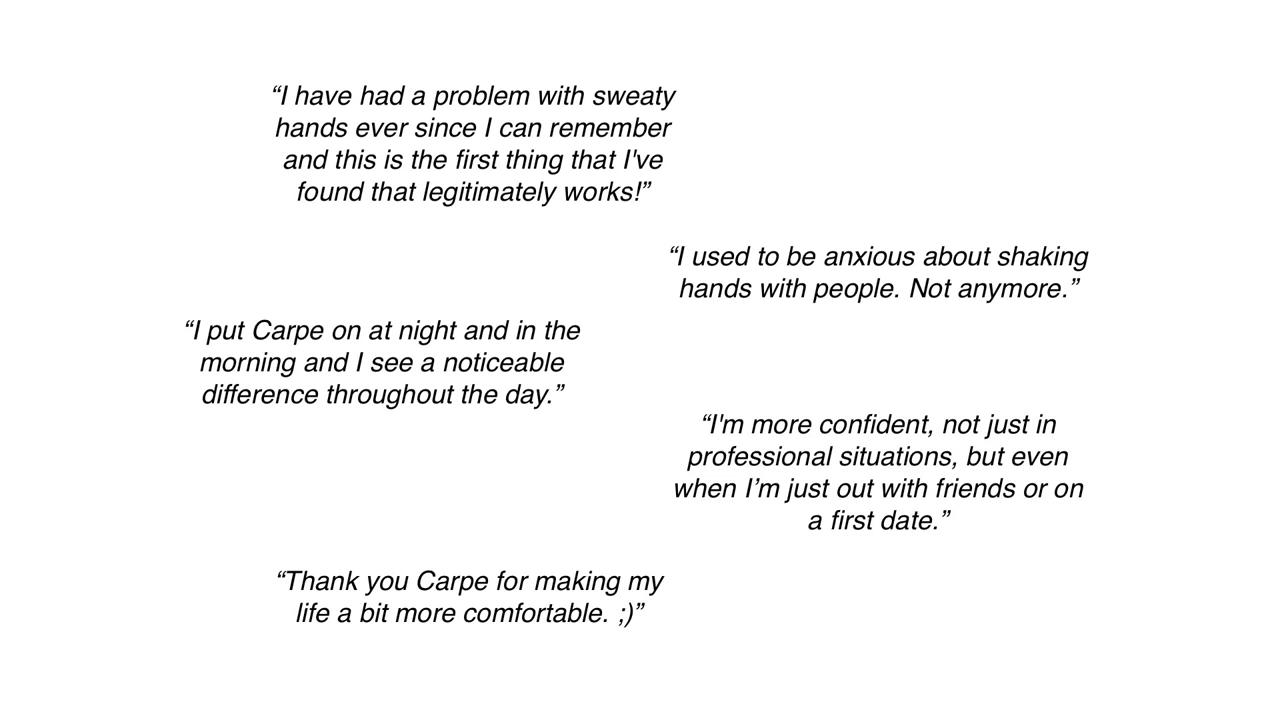 “I have had a problem with sweaty
hands ever since I can remember
and this is the first thing that I've
found that legitimately works!”
“I used to be anxious about shaking
hands with people. Not anymore.”
“I put Carpe on at night and in the
morning and I see a noticeable
difference throughout the day.”
“I'm more confident, not just in
professional situations, but even
when I’m just out with friends or on
a first date.”
“Thank you Carpe for making my
life a bit more comfortable. ;)”